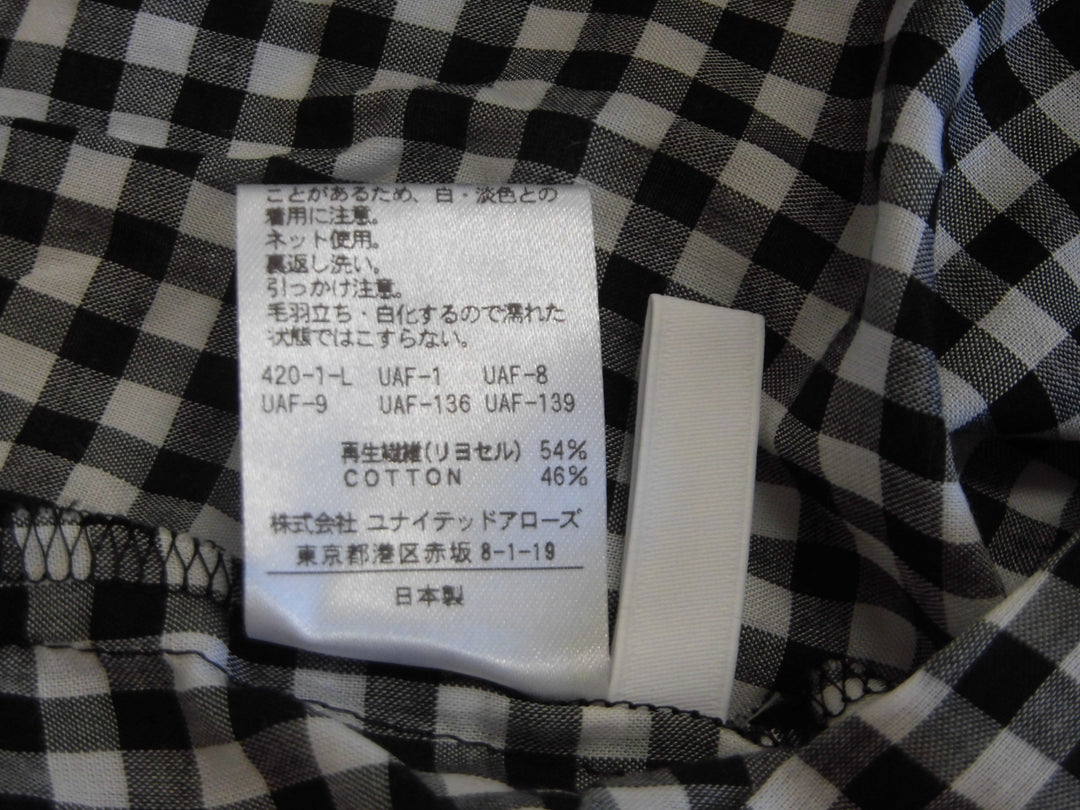 ことがあるため、白・淡色との
着用に注意。
ネット使用。
裏返し洗い。
引っかけ注意。
毛羽立ち・白化するので濡れた
状態ではこすらない。
420-1-L UAF-1 UAF-8
UAF-9 UAF-136 UAF-139
再生繊維(リヨセル) 54%
COTTON 46%
株式会社 ユナイテッドアローズ
東京都港区赤坂 8-1-19
日本製